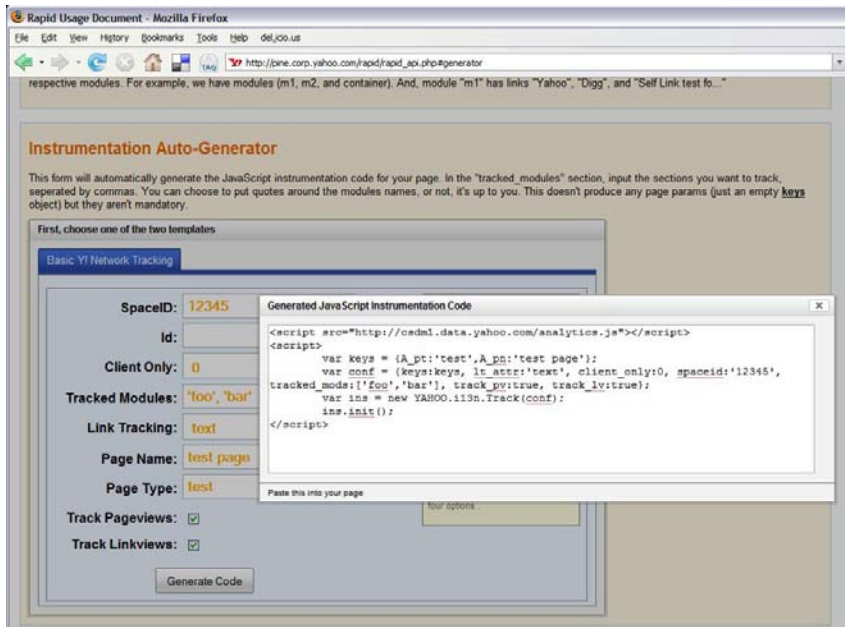 Rapid Usage Document - Mozilla Firefox
File Edit View History Bookmarks Tools Help del.icio.us
TAG Y! http://pine.corp.yahoo.com/rapid/rapid_api.php#generator
respective modules. For example, we have modules (m1, m2, and container). And, module "m1" has links "Yahoo", "Digg", and "Self Link test fo..."
Instrumentation Auto-Generator
This form will automatically generate the JavaScript instrumentation code for your page. In the "tracked_modules" section, input the sections you want to track,
seperated by commas. You can choose to put quotes around the modules names, or not, it's up to you. This doesn't produce any page params (just an empty keys
object) but they aren't mandatory.
First, choose one of the two templates
Basic Y! Network Tracking
SpaceID: 12345
Id:
Client Only: 0
Tracked Modules: 'foo', 'bar'
Link Tracking: text
Page Name: test page
Page Type: test
Track Pageviews:
Track Linkviews:
Generate Code
four options .
Generated JavaScript Instrumentation Code x
<script src="http://csdm1.data.yahoo.com/analytics.js"></script>
<script>
var keys = {A_pt:'test',A_pn:'test page'};
var conf = {keys:keys, lt_attr:'text', client_only:0, spaceid:'12345',
tracked_mods:['foo','bar'], track_pv:true, track_lv:true};
var ins = new YAHOO.i13n.Track(conf);
ins.init();
</script>
Paste this into your page